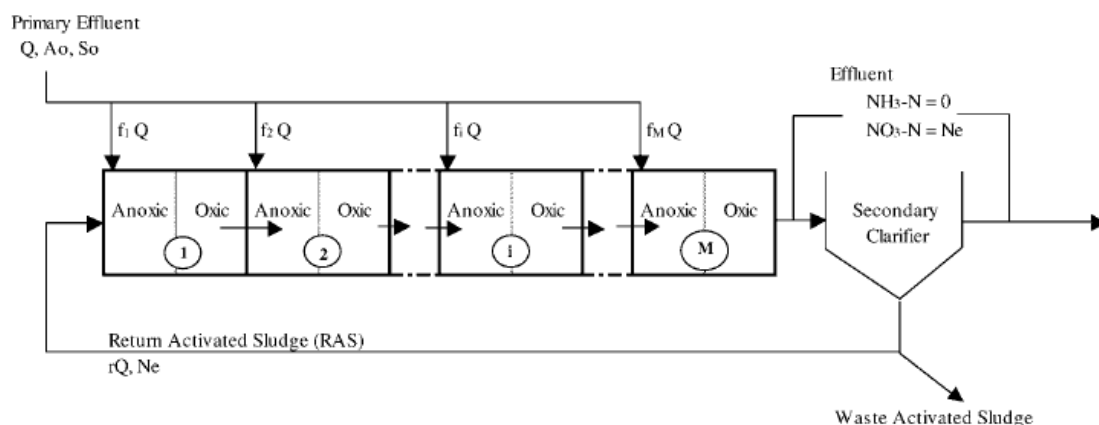 Primary Effluent
Q, Ao, So
Effluent
NH3-N = 0
NO3-N = Ne
f1 Q
f2 Q
fi Q
fM Q
Anoxic Oxic Anoxic Oxic Anoxic Oxic Anoxic Oxic
1 2 i M
Secondary
Clarifier
Return Activated Sludge (RAS)
rQ, Ne
Waste Activated Sludge